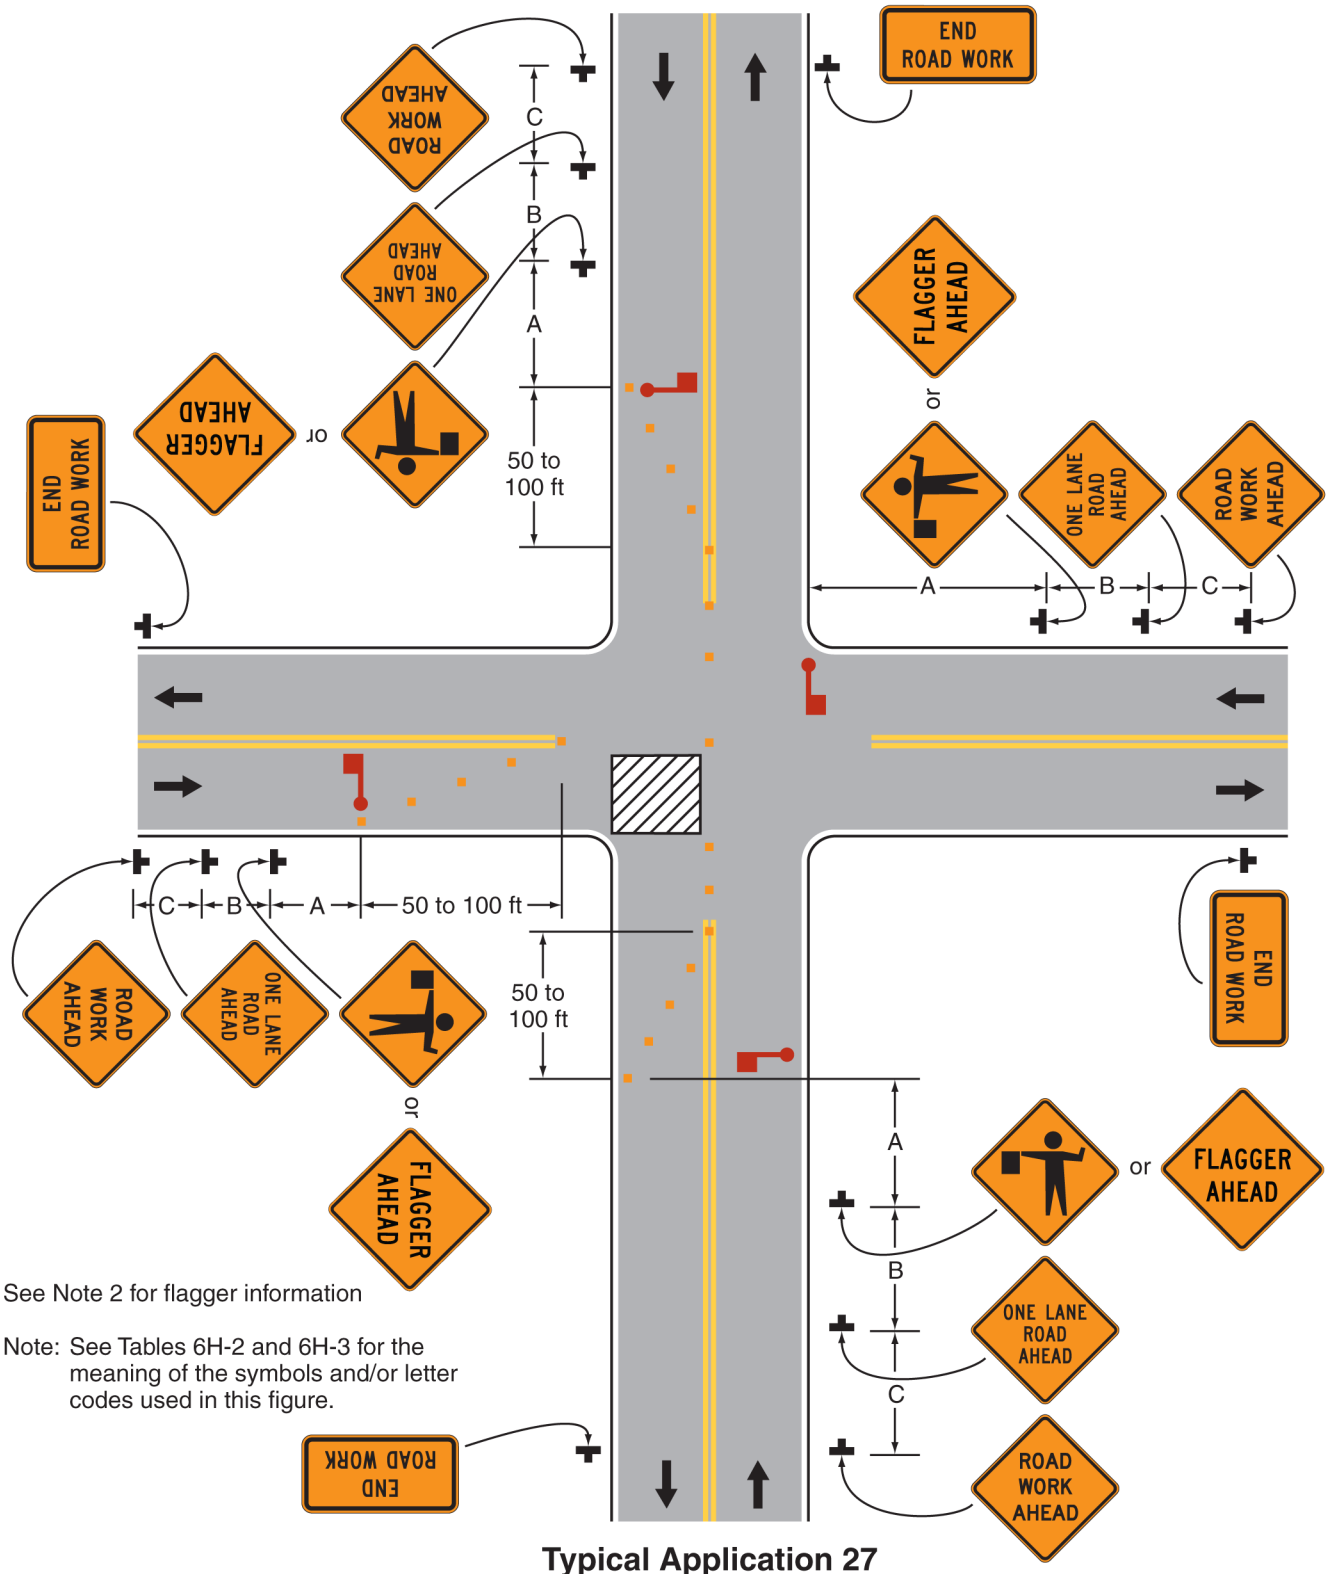 END
ROAD WORK
ROAD
WORK
AHEAD
C
B
A
ONE LANE
ROAD
AHEAD
FLAGGER
AHEAD
or
END
ROAD WORK
50 to
100 ft
FLAGGER
AHEAD
or
ONE LANE
ROAD
AHEAD
ROAD
WORK
AHEAD
A
B
C
C
B
A
50 to 100 ft
ROAD
WORK
AHEAD
ONE LANE
ROAD
AHEAD
or
FLAGGER
AHEAD
50 to
100 ft
END
ROAD WORK
A
or
FLAGGER
AHEAD
B
ONE LANE
ROAD
AHEAD
C
ROAD
WORK
AHEAD
See Note 2 for flagger information
Note: See Tables 6H-2 and 6H-3 for the
meaning of the symbols and/or letter
codes used in this figure.
END
ROAD WORK
Typical Application 27